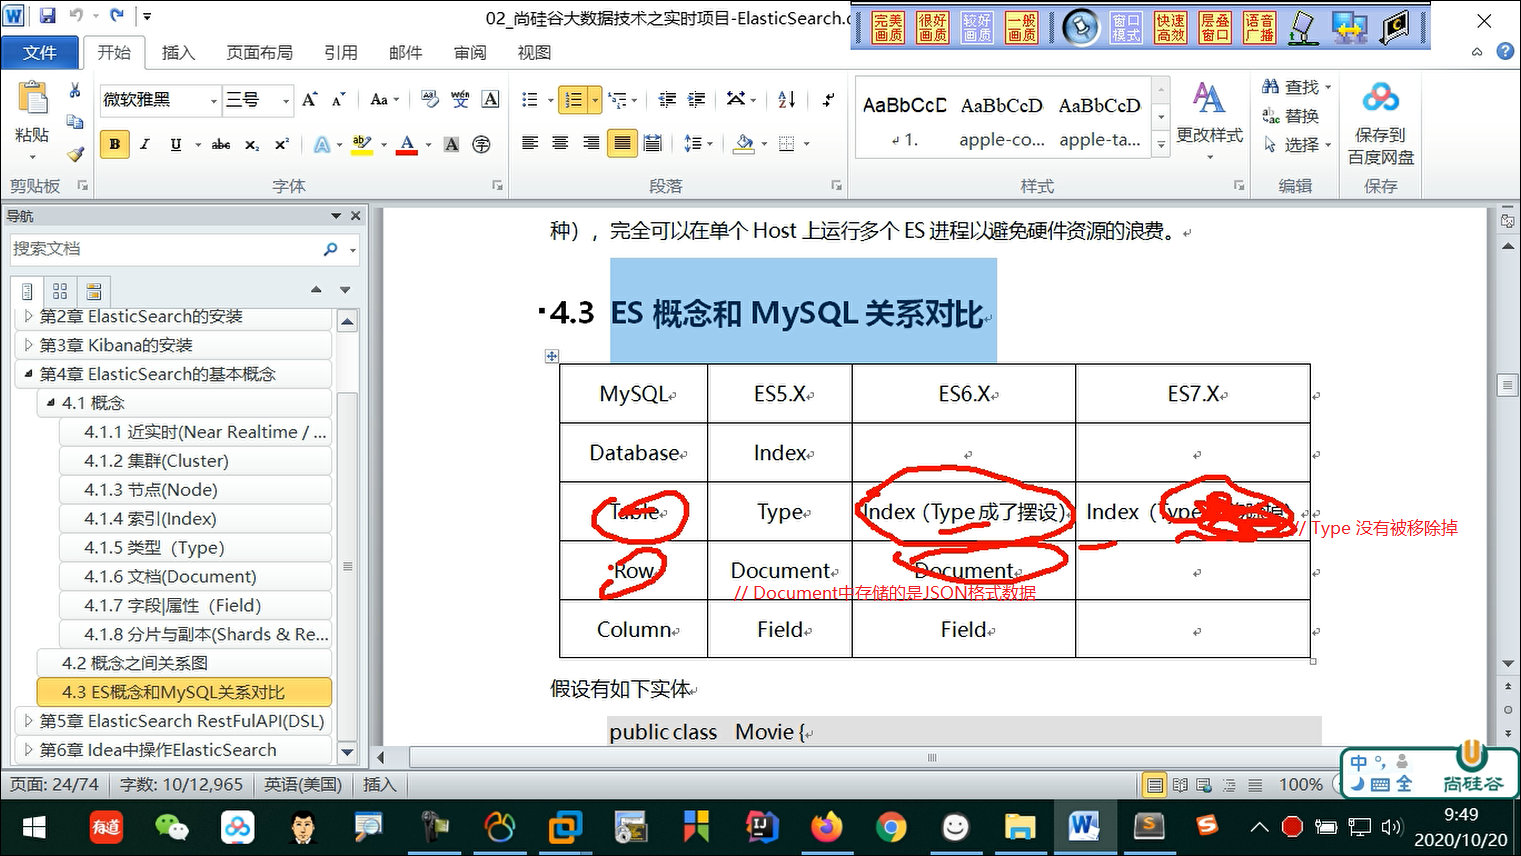 02_尚硅谷大数据技术之实时项目-ElasticSearch.c
完美画质 很好画质 较好画质 一般画质 窗口模式 快速高效 层叠窗口 语音广播
文件 开始 插入 页面布局 引用 邮件 审阅 视图
粘贴
微软雅黑 三号
AaBbCcD AaBbCcD AaBbCcD
1. apple-co... apple-ta...
更改样式
查找
替换
选择
保存到
百度网盘
剪贴板 字体 段落 样式 编辑 保存
导航
搜索文档
第2章 ElasticSearch的安装
第3章 Kibana的安装
第4章 ElasticSearch的基本概念
4.1 概念
4.1.1 近实时(Near Realtime / ...
4.1.2 集群(Cluster)
4.1.3 节点(Node)
4.1.4 索引(Index)
4.1.5 类型（Type）
4.1.6 文档(Document)
4.1.7 字段|属性（Field）
4.1.8 分片与副本(Shards & Re...
4.2 概念之间关系图
4.3 ES概念和MySQL关系对比
第5章 ElasticSearch RestFulAPI(DSL)
第6章 Idea中操作ElasticSearch
种），完全可以在单个 Host 上运行多个 ES 进程以避免硬件资源的浪费。
4.3 ES 概念和 MySQL 关系对比
MySQL ES5.X ES6.X ES7.X
Database Index
Table Type Index（Type 成了摆设） Index（Type
// Type 没有被移除掉
Row Document Document
// Document中存储的是JSON格式数据
Column Field Field
假设有如下实体
public class Movie {
页面: 24/74 字数: 10/12,965 英语(美国) 插入 100%
中 全 尚硅谷
9:49
2020/10/20